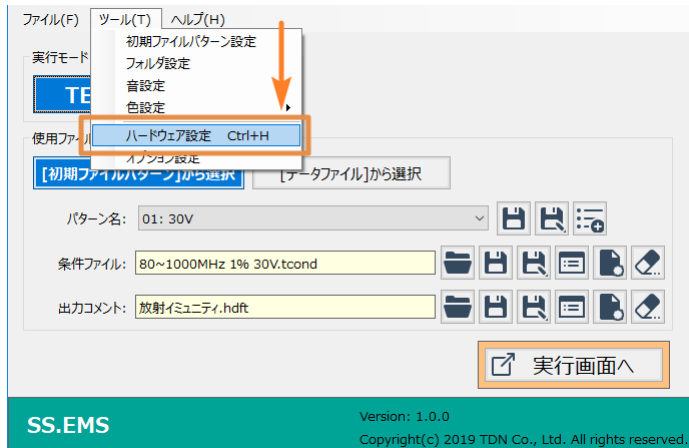 ファイル(F) ツール(T) ヘルプ(H)
初期ファイルパターン設定
実行モード
フォルダ設定
音設定
TE
色設定
ハードウェア設定 Ctrl+H
使用ファイル
オプション設定
[初期ファイルパターン]から選択 [データファイル]から選択
パターン名: 01: 30V
条件ファイル: 80~1000MHz 1% 30V.tcond
出力コメント: 放射イミュニティ.hdft
実行画面へ
SS.EMS
Version: 1.0.0
Copyright(c) 2019 TDN Co., Ltd. All rights reserved.